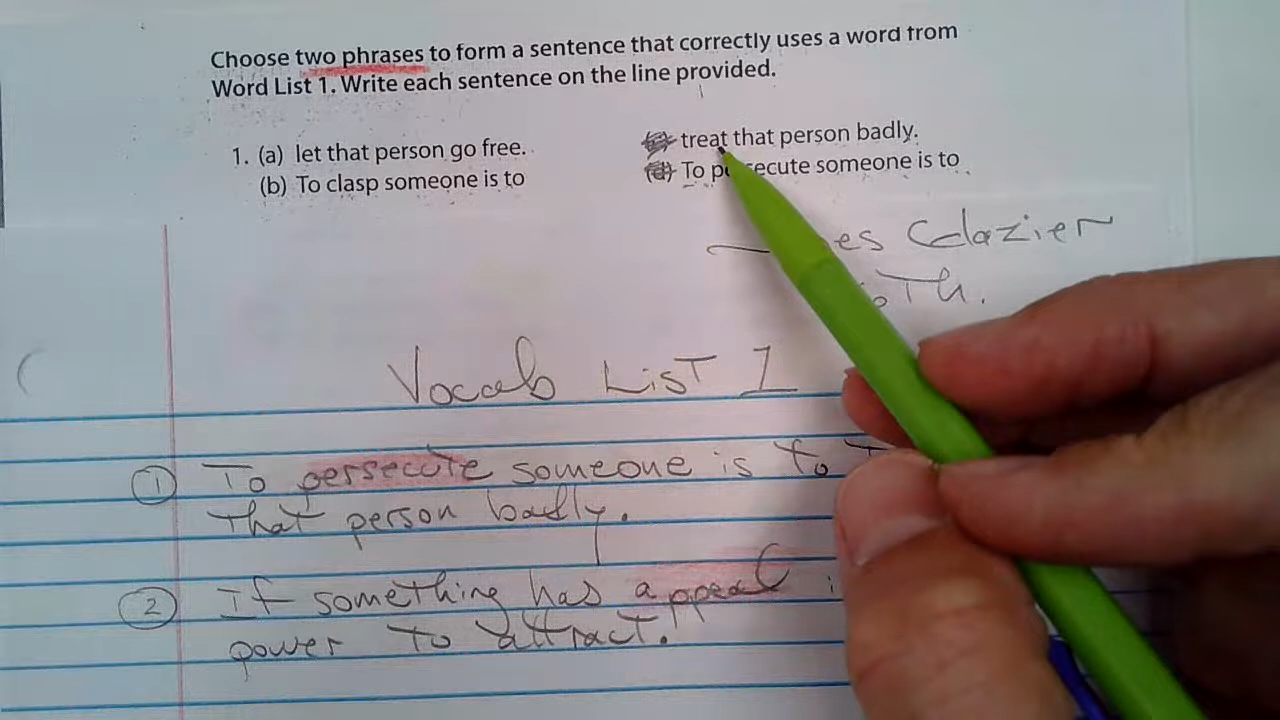 Choose two phrases to form a sentence that correctly uses a word from
Word List 1. Write each sentence on the line provided.
1. (a) let that person go free.
treat that person badly.
(b) To clasp someone is to
(d) To persecute someone is to
Glazier
Vocab List 1
1 To persecute someone is to
that person badly.
2 If something has appeal
power to attract.